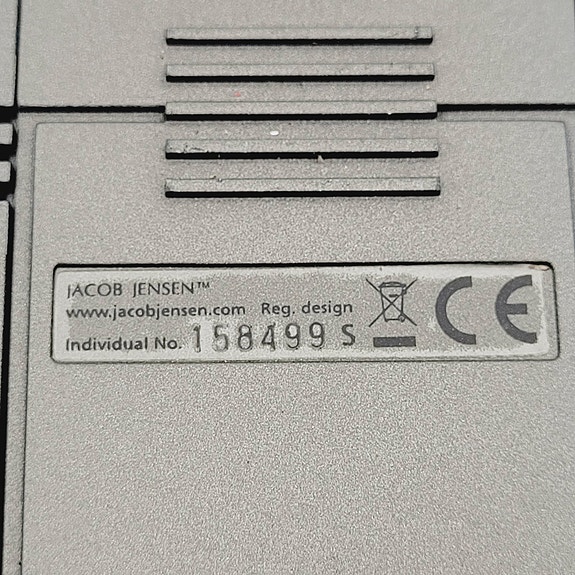 JACOB JENSEN™
www.jacobjensen.com Reg. design
Individual No. 158499 S
CE